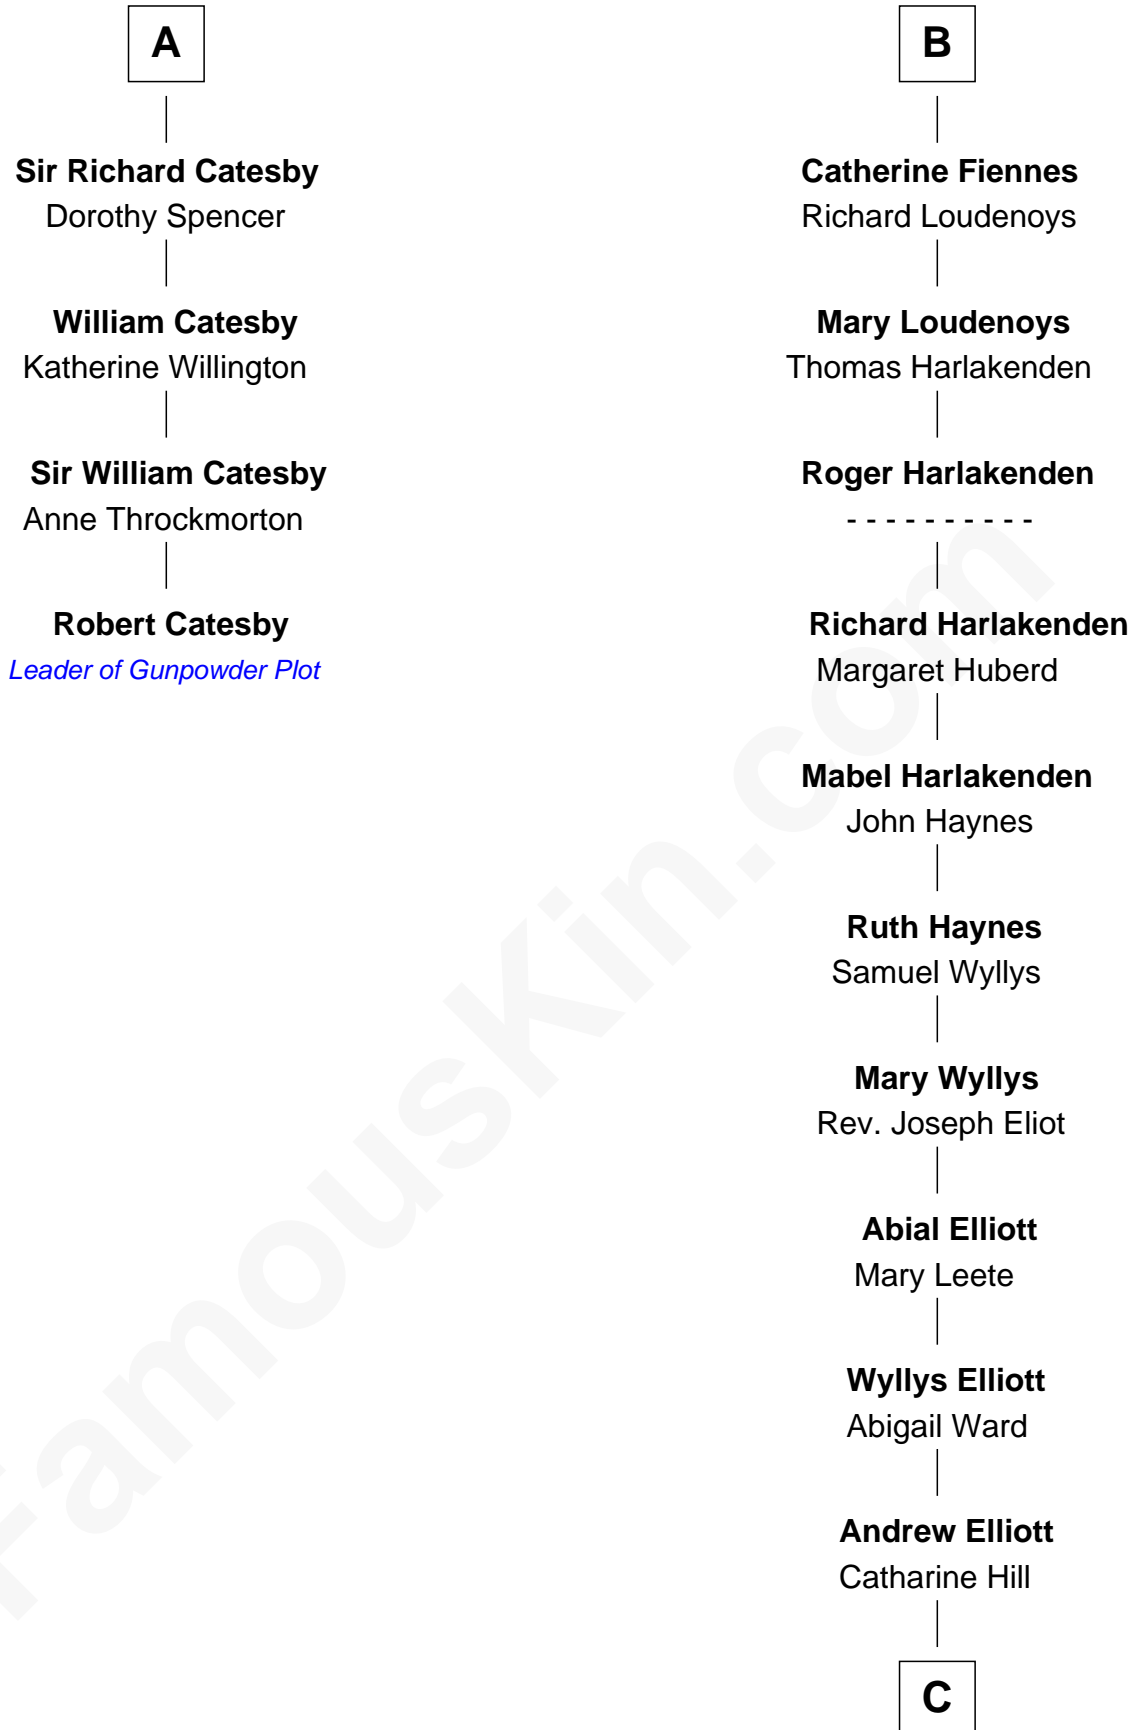 A
Sir Richard Catesby
Dorothy Spencer
William Catesby
Katherine Willington
Sir William Catesby
Anne Throckmorton
Robert Catesby
Leader of Gunpowder Plot
B
Catherine Fiennes
Richard Loudenoys
Mary Loudenoys
Thomas Harlakenden
Roger Harlakenden
- - - - - - - - - -
Richard Harlakenden
Margaret Huberd
Mabel Harlakenden
John Haynes
Ruth Haynes
Samuel Wyllys
Mary Wyllys
Rev. Joseph Eliot
Abial Elliott
Mary Leete
Wyllys Elliott
Abigail Ward
Andrew Elliott
Catharine Hill
C
FamousKin.com